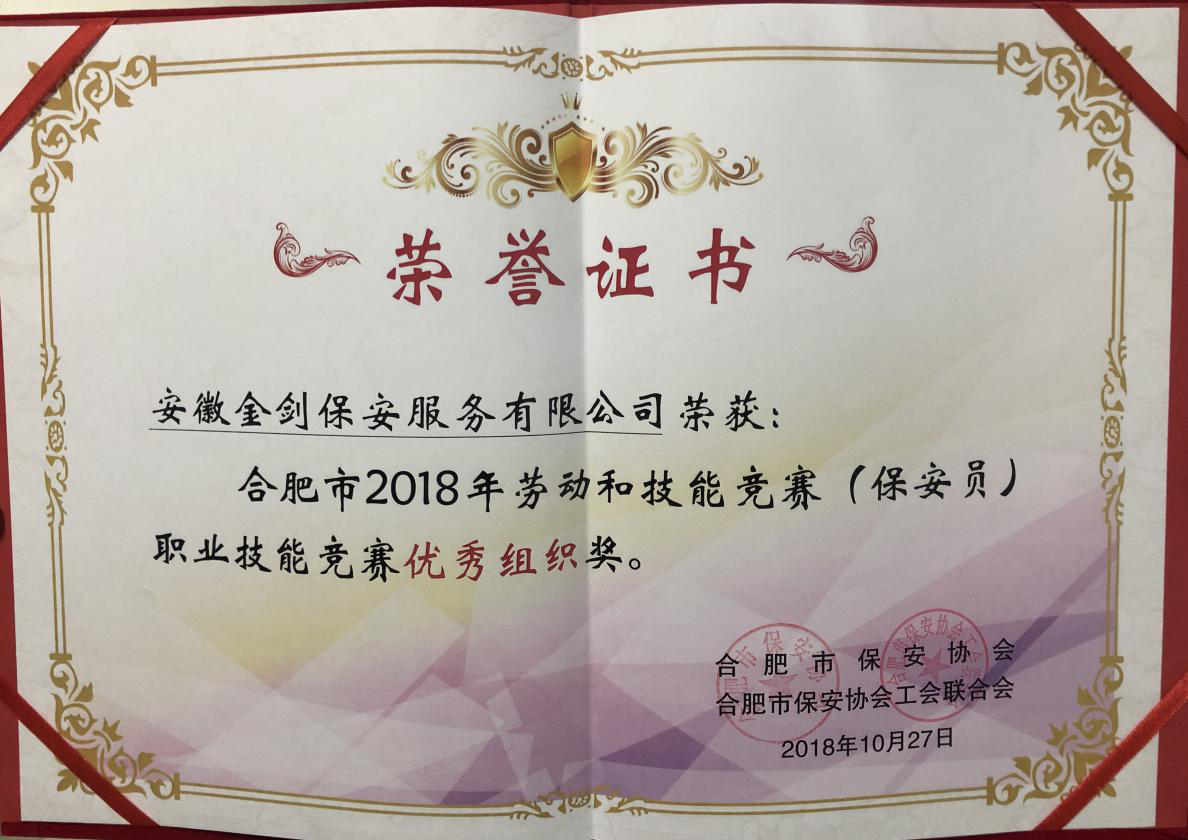 荣誉证书
安徽金剑保安服务有限公司荣获：
合肥市2018年劳动和技能竞赛（保安员）
职业技能竞赛优秀组织奖。
合肥市保安协会
合肥市保安协会工会联合会
2018年10月27日